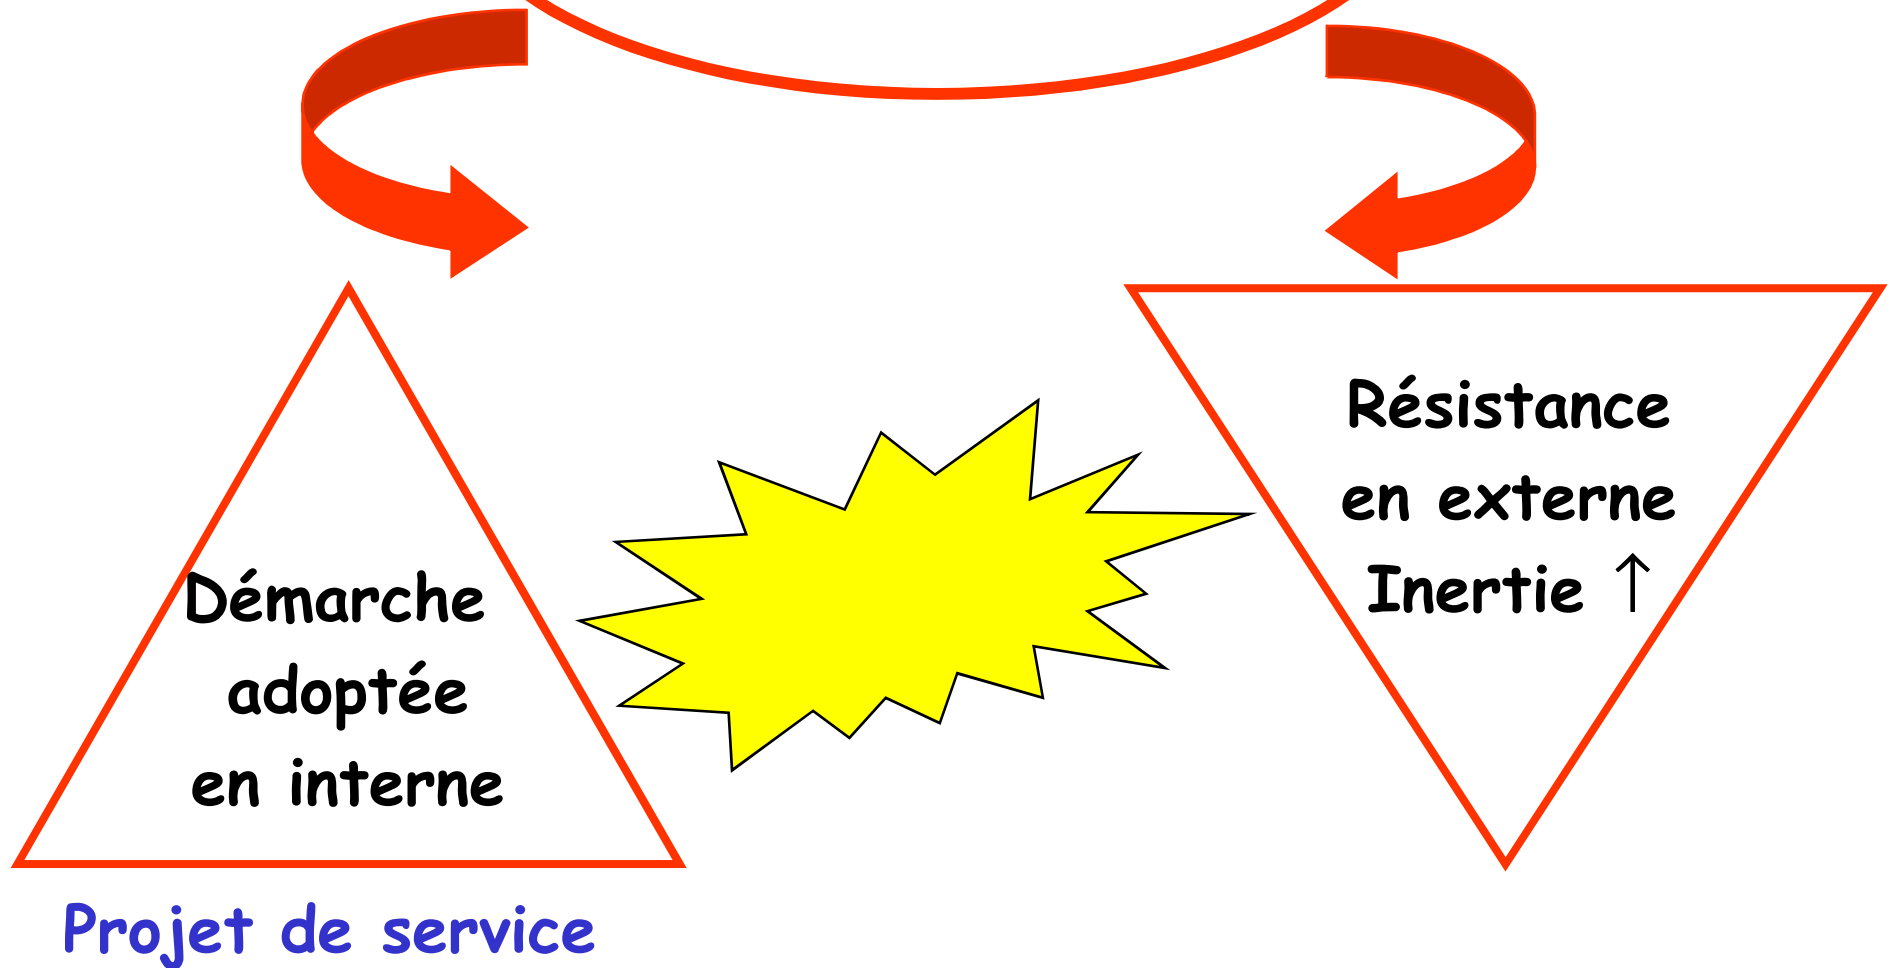 Démarche
adoptée
en interne
Projet de service
Résistance
en externe
Inertie ↑